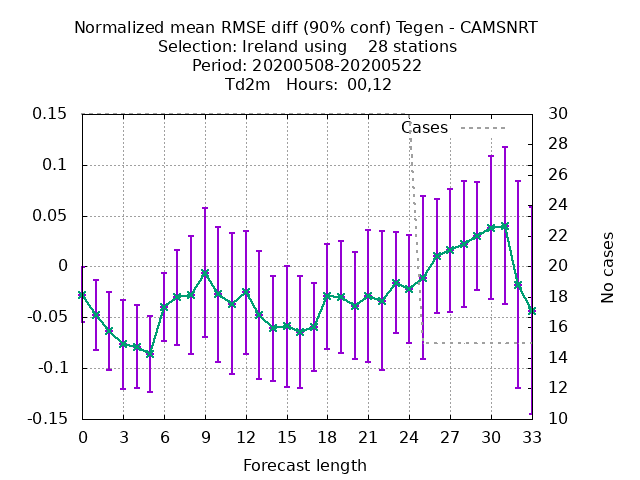 Normalized mean RMSE diff (90% conf) Tegen - CAMSNRT
Selection: Ireland using    28 stations
Period: 20200508-20200522
Td2m   Hours:  00,12
0.15
0.1
0.05
0
-0.05
-0.1
-0.15
30
28
26
24
22
20
18
16
14
12
10
Cases
No cases
0 3 6 9 12 15 18 21 24 27 30 33
Forecast length